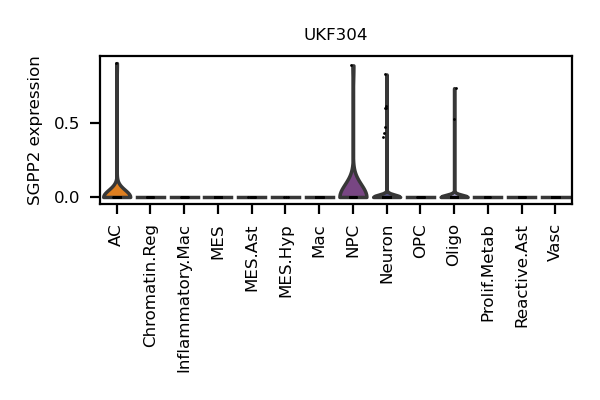 UKF304
SGPP2 expression
0.5
0.0
AC
Chromatin.Reg
Inflammatory.Mac
MES
MES.Ast
MES.Hyp
Mac
NPC
Neuron
OPC
Oligo
Prolif.Metab
Reactive.Ast
Vasc